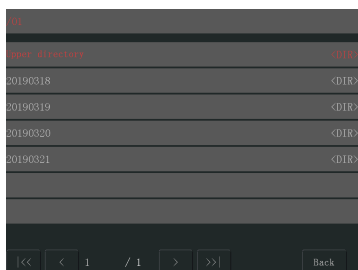 upper directory <DIR>
20190318 <DIR>
20190319 <DIR>
20190320 <DIR>
20190321 <DIR>
|<< < 1 / 1 > >>| Back